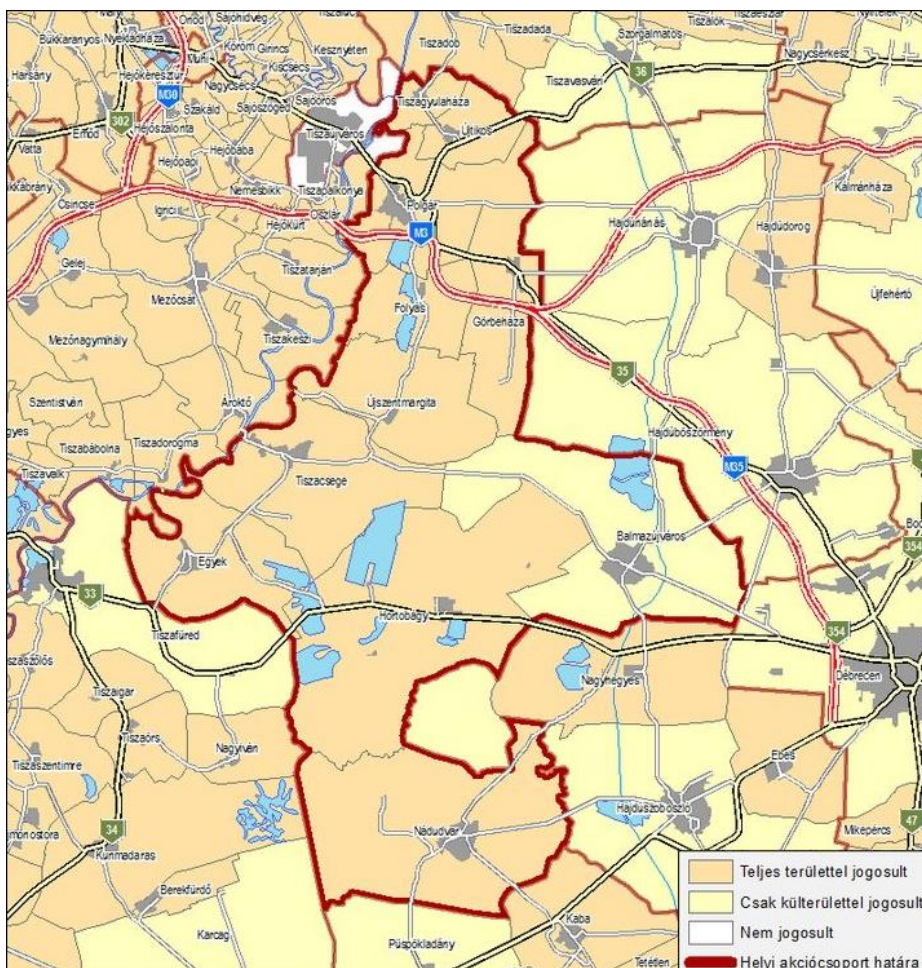 Ónod
Sajóhídvég
Bükkaranyos
Nyékládháza
Muhi
Köröm
Girincs
Kesznyéten
Kiscsécs
Tiszadob
Tiszadada
Szorgalmatos
Tiszalök
Nagycserkesz
36
Harsány
Hejőkeresztúr
Nagycsécs
Sajószöged
Sajóörös
Tiszagyulaháza
Tiszavasvári
M30
Szakáld
302
Emőd
Hejőszalonta
Tiszaújváros
Újtikos
Vatta
Hejőpapi
Hejőbába
Nemesbikk
Tiszapalkonya
Csincse
Igrici
Oszlár
Hejőkürt
Polgár
M3
Kálmánháza
Hajdúnánás
Hajdúdorog
Gelej
Tiszatarján
Mezőcsát
Folyás
Görbeháza
Újfehértó
Mezőnagymihály
Tiszakeszi
35
Szentistván
Ároktő
Újszentmargita
Hajdúböszörmény
Tiszabábolna
Tiszadorogma
Tiszavalk
M35
Tiszacsege
Balmazújváros
Egyek
354
33
Hortobágy
Tiszafüred
354
Debrecen
Nagyhegyes
Tiszaigar
Tiszaörs
Nagyiván
Ebes
Tiszaszentimre
Hajdúszoboszló
34
Nádudvar
47
Mikepércs
Kunmadaras
Berekfürdő
Karcag
Püspökladány
Kaba
Tetétlen
Teljes területtel jogosult
Csak külterülettel jogosult
Nem jogosult
Helyi akciócsoport határa